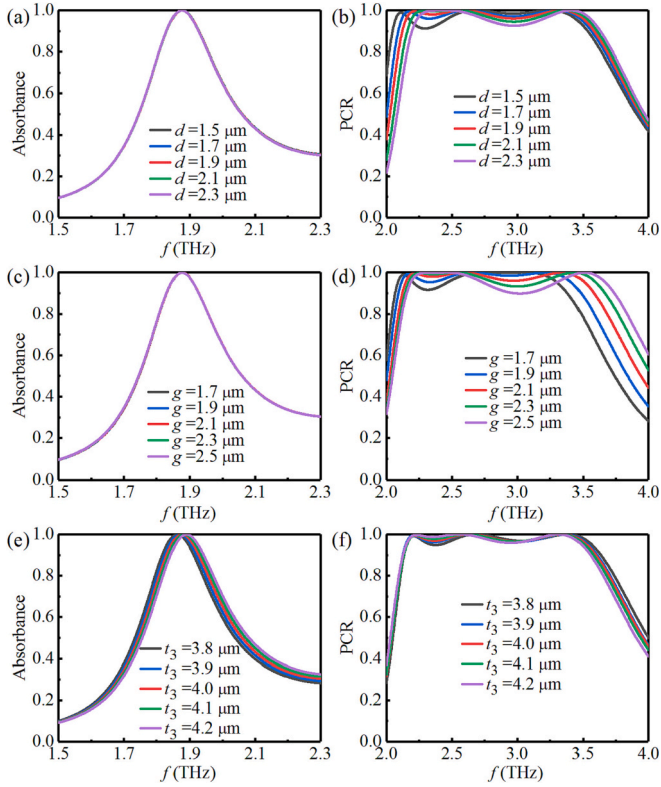 (a)
Absorbance
1.0
0.8
0.6
0.4
0.2
0.0
d =1.5 μm
d =1.7 μm
d =1.9 μm
d =2.1 μm
d =2.3 μm
1.5 1.7 1.9 2.1 2.3
f (THz)
(b)
PCR
1.0
0.8
0.6
0.4
0.2
0.0
d =1.5 μm
d =1.7 μm
d =1.9 μm
d =2.1 μm
d =2.3 μm
2.0 2.5 3.0 3.5 4.0
f (THz)
(c)
Absorbance
1.0
0.8
0.6
0.4
0.2
0.0
g =1.7 μm
g =1.9 μm
g =2.1 μm
g =2.3 μm
g =2.5 μm
1.5 1.7 1.9 2.1 2.3
f (THz)
(d)
PCR
1.0
0.8
0.6
0.4
0.2
0.0
g =1.7 μm
g =1.9 μm
g =2.1 μm
g =2.3 μm
g =2.5 μm
2.0 2.5 3.0 3.5 4.0
f (THz)
(e)
Absorbance
1.0
0.8
0.6
0.4
0.2
0.0
t3 =3.8 μm
t3 =3.9 μm
t3 =4.0 μm
t3 =4.1 μm
t3 =4.2 μm
1.5 1.7 1.9 2.1 2.3
f (THz)
(f)
PCR
1.0
0.8
0.6
0.4
0.2
0.0
t3 =3.8 μm
t3 =3.9 μm
t3 =4.0 μm
t3 =4.1 μm
t3 =4.2 μm
2.0 2.5 3.0 3.5 4.0
f (THz)